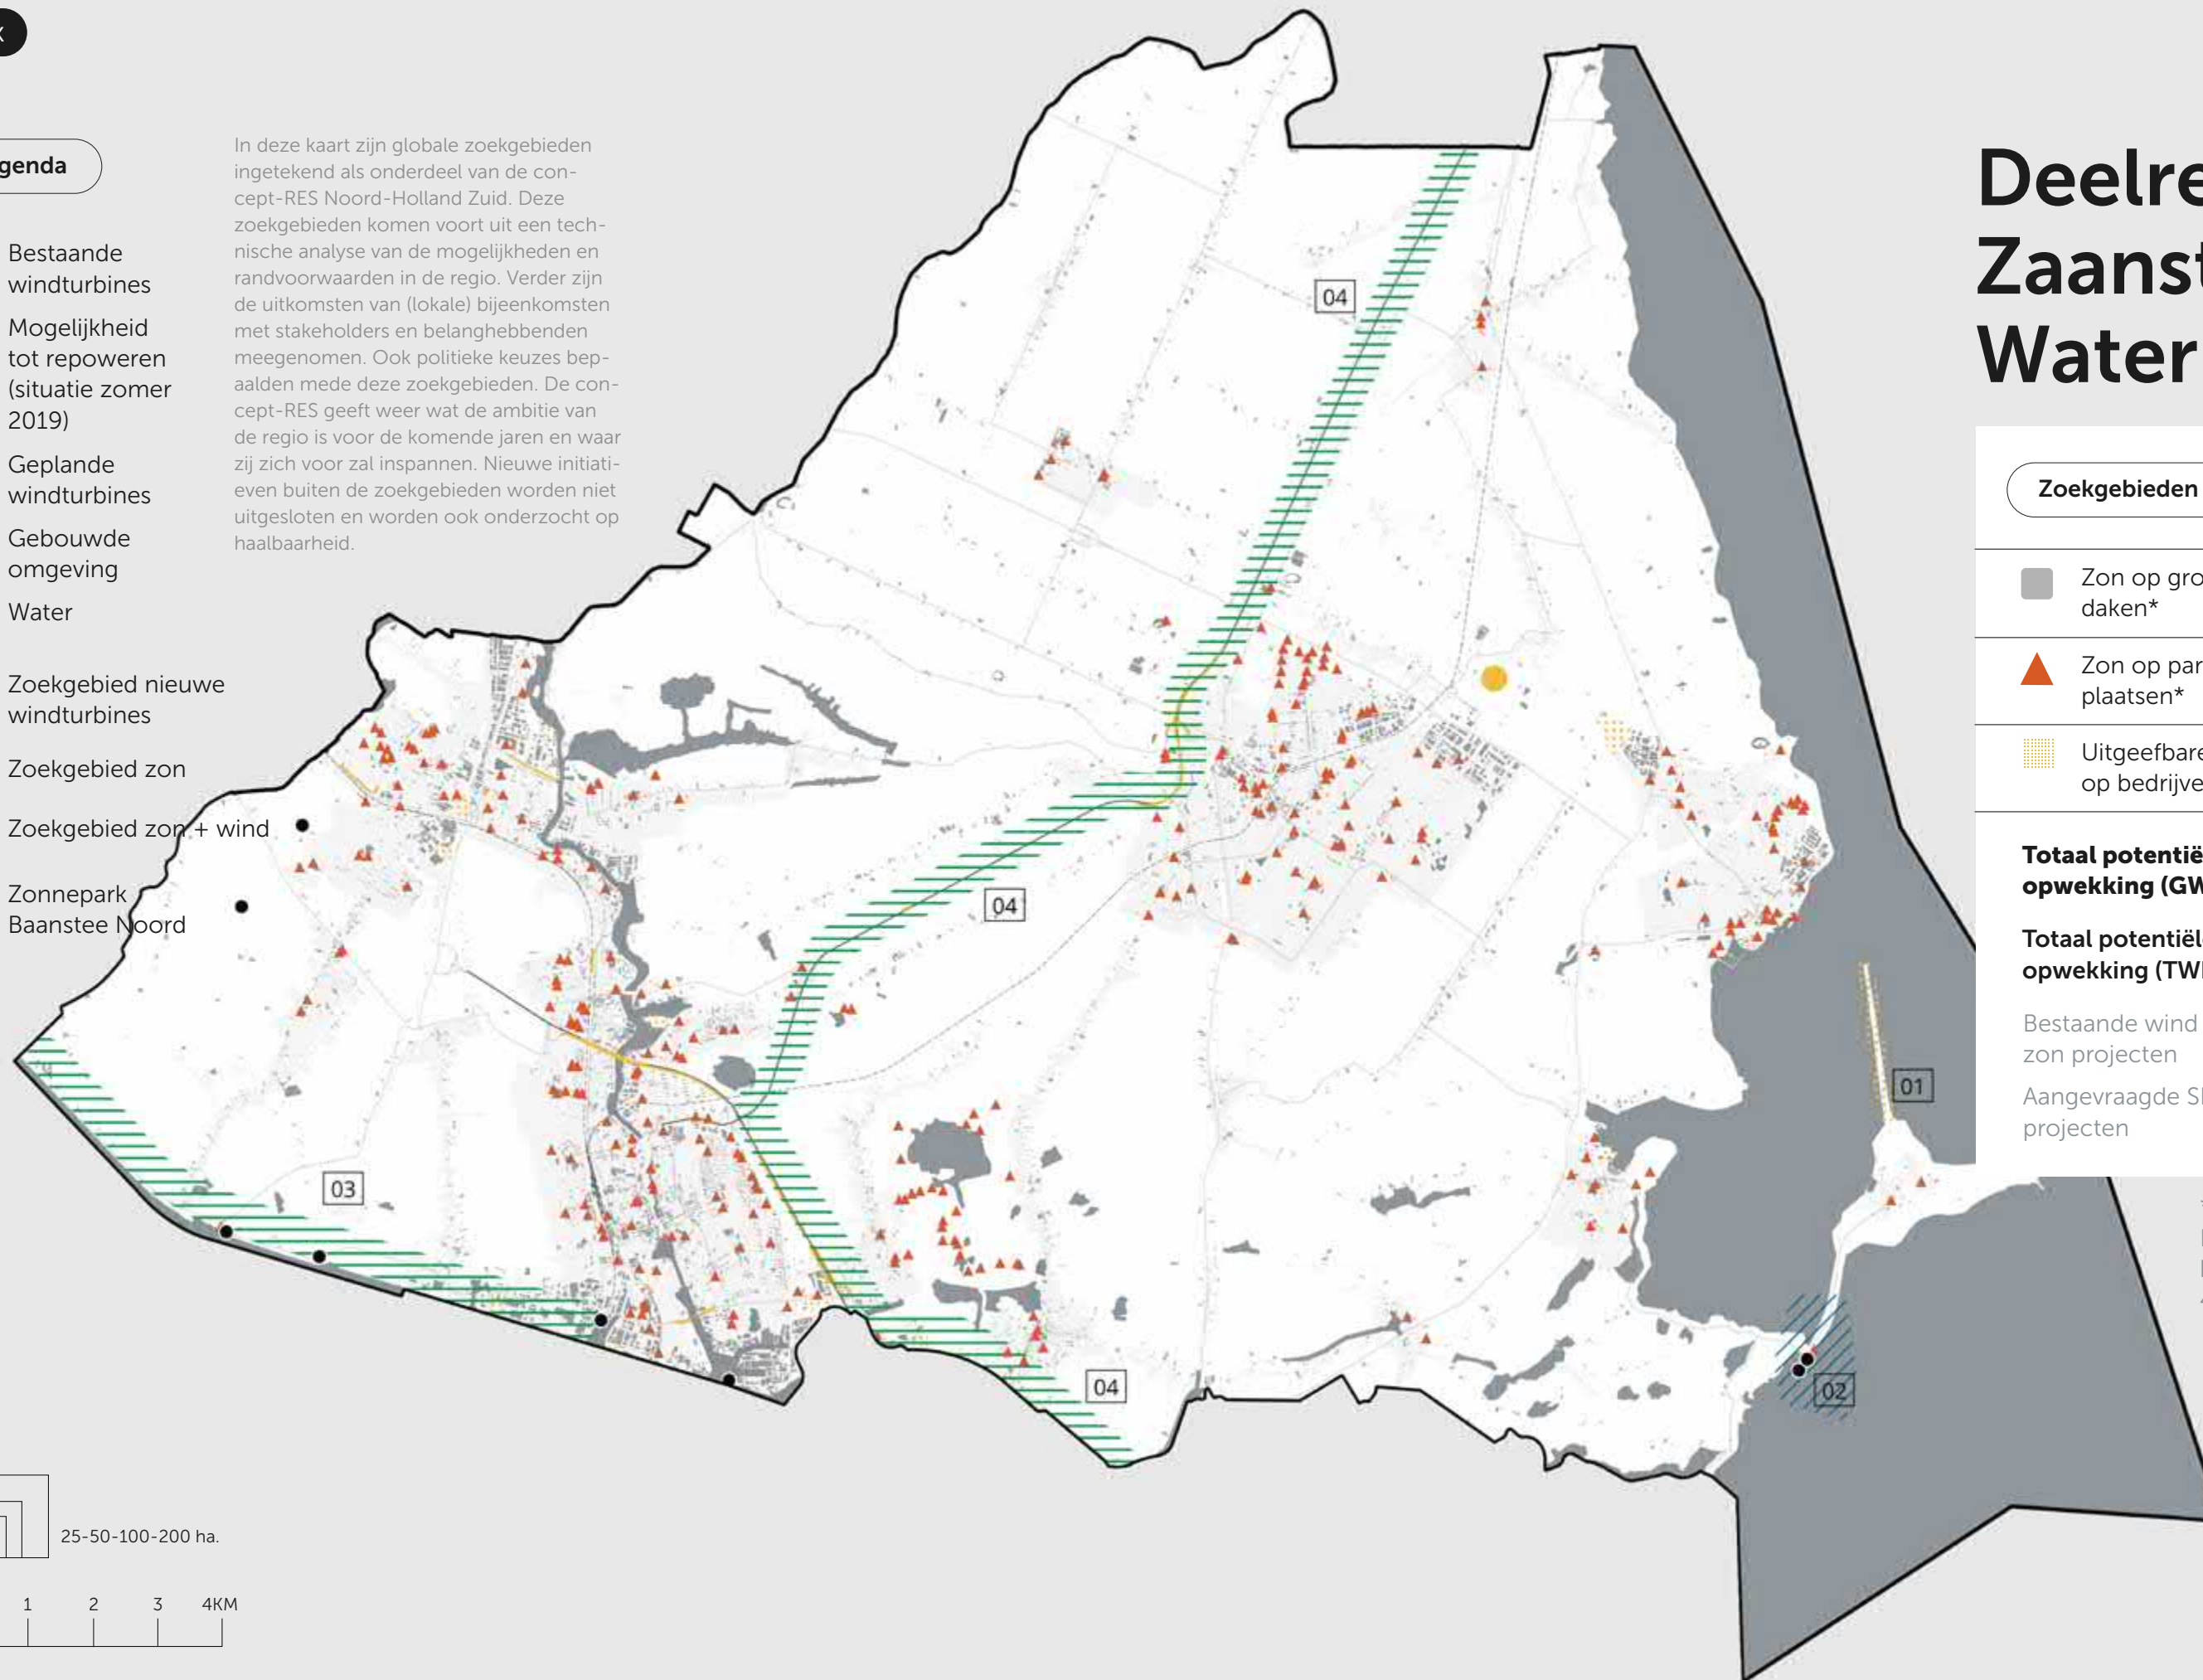 x
genda
Bestaande
windturbines
Mogelijkheid
tot repoweren
(situatie zomer
2019)
Geplande
windturbines
Gebouwde
omgeving
Water
Zoekgebied nieuwe
windturbines
Zoekgebied zon
Zoekgebied zon + wind
Zonnepark
Baanstee Noord
In deze kaart zijn globale zoekgebieden
ingetekend als onderdeel van de con-
cept-RES Noord-Holland Zuid. Deze
zoekgebieden komen voort uit een tech-
nische analyse van de mogelijkheden en
randvoorwaarden in de regio. Verder zijn
de uitkomsten van (lokale) bijeenkomsten
met stakeholders en belanghebbenden
meegenomen. Ook politieke keuzes bep-
aalden mede deze zoekgebieden. De con-
cept-RES geeft weer wat de ambitie van
de regio is voor de komende jaren en waar
zij zich voor zal inspannen. Nieuwe initiati-
even buiten de zoekgebieden worden niet
uitgesloten en worden ook onderzocht op
haalbaarheid.
04
04
03
04
01
02
25-50-100-200 ha.
1 2 3 4KM
Deelre
Zaanst
Water
Zoekgebieden
Zon op gro
daken*
Zon op par
plaatsen*
Uitgeefbare
op bedrijve
Totaal potentië
opwekking (GW
Totaal potentiël
opwekking (TW
Bestaande wind
zon projecten
Aangevraagde S
projecten